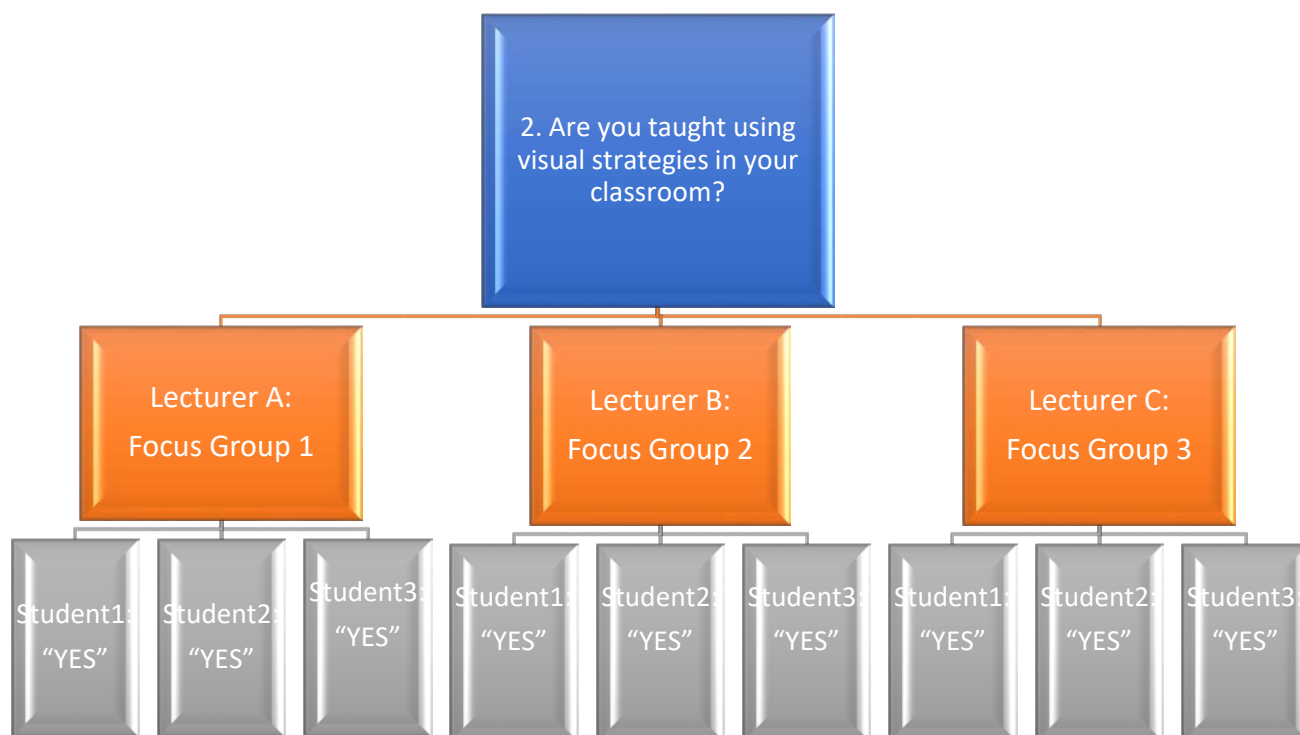 2. Are you taught using
visual strategies in your
classroom?
Lecturer A:
Focus Group 1
Lecturer B:
Focus Group 2
Lecturer C:
Focus Group 3
Student1:
“YES”
Student2:
“YES”
Student3:
“YES”
Student1:
“YES”
Student2:
“YES”
Student3:
“YES”
Student1:
“YES”
Student2:
“YES”
Student3:
“YES”